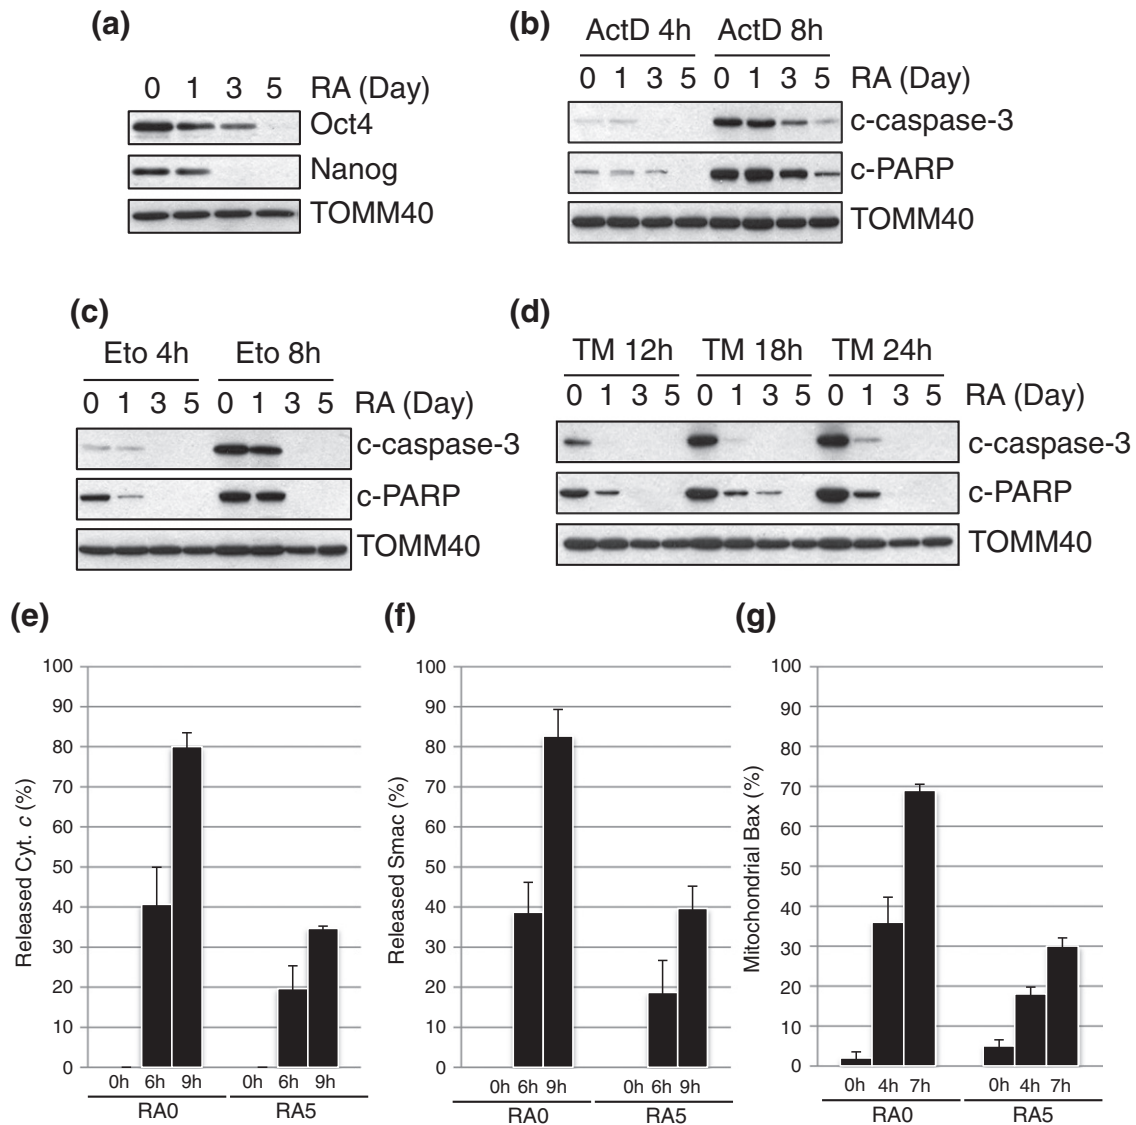 (a)
0 1 3 5 RA (Day)
Oct4
Nanog
TOMM40
(b)
ActD 4h ActD 8h
0 1 3 5 0 1 3 5 RA (Day)
c-caspase-3
c-PARP
TOMM40
(c)
Eto 4h Eto 8h
0 1 3 5 0 1 3 5 RA (Day)
c-caspase-3
c-PARP
TOMM40
(d)
TM 12h TM 18h TM 24h
0 1 3 5 0 1 3 5 0 1 3 5 RA (Day)
c-caspase-3
c-PARP
TOMM40
(e)
Released Cyt. c (%)
100
90
80
70
60
50
40
30
20
10
0
0h 6h 9h 0h 6h 9h
RA0 RA5
(f)
Released Smac (%)
100
90
80
70
60
50
40
30
20
10
0
0h 6h 9h 0h 6h 9h
RA0 RA5
(g)
Mitochondrial Bax (%)
100
90
80
70
60
50
40
30
20
10
0
0h 4h 7h 0h 4h 7h
RA0 RA5